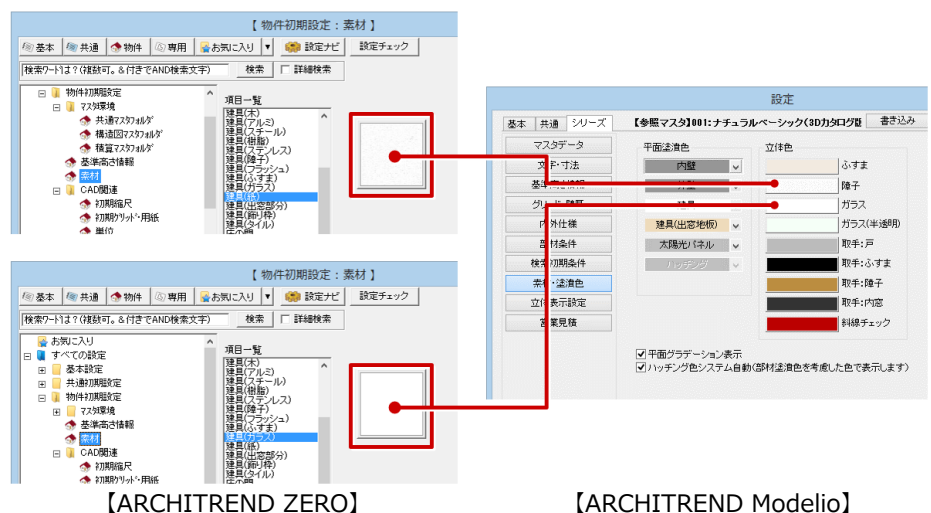 【 物件初期設定：素材 】
基本 共通 物件 専用 お気に入り ▼ 設定ナビ 設定チェック
検索ワードは？(複数可。＆付きでAND検索文字) 検索 詳細検索
物件初期設定
マスタ環境
共通マスタフォルダ
構造図マスタフォルダ
積算マスタフォルダ
基準高さ情報
素材
CAD関連
初期縮尺
初期グリッド・用紙
単位
項目一覧
建具(木)
建具(アルミ)
建具(スチール)
建具(樹脂)
建具(ステンレス)
建具(障子)
建具(フラッシュ)
建具(ふすま)
建具(ガラス)
建具(紙)
建具(出窓部分)
建具(飾り枠)
建具(タイル)
【 物件初期設定：素材 】
基本 共通 物件 専用 お気に入り ▼ 設定ナビ 設定チェック
検索ワードは？(複数可。＆付きでAND検索文字) 検索 詳細検索
お気に入り
すべての設定
基本設定
共通初期設定
物件初期設定
マスタ環境
基準高さ情報
素材
CAD関連
初期縮尺
初期グリッド・用紙
項目一覧
建具(木)
建具(アルミ)
建具(スチール)
建具(樹脂)
建具(ステンレス)
建具(障子)
建具(フラッシュ)
建具(ふすま)
建具(ガラス)
建具(紙)
建具(出窓部分)
建具(飾り枠)
建具(タイル)
【ARCHITREND ZERO】
設定
基本 共通 シリーズ 【参照マスタ】001:ナチュラルベーシック(3Dカタログ版 書き込み
マスタデータ
文字・寸法
基準高さ情報
内外仕様
部材条件
検索初期条件
素材・塗潰色
立体表示設定
営業見積
平面塗潰色
内壁
建具(出窓地板)
太陽光パネル
ハッチング
立体色
ふすま
障子
ガラス
ガラス(半透明)
取手：戸
取手：ふすま
取手：障子
取手：内窓
斜線チェック
平面グラデーション表示
ハッチング色システム自動(部材塗潰色を考慮した色で表示します)
【ARCHITREND Modelio】